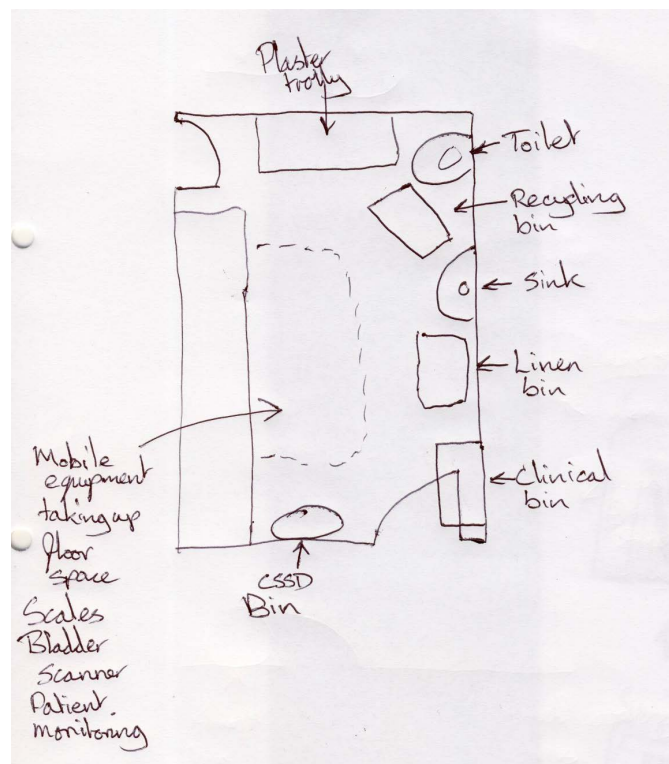 Plaster
trolly
Toilet
Recycling
bin
Sink
Linen
bin
Clinical
bin
Mobile
equipment
taking up
floor
space
Scales
Bladder
Scanner
Patient
monitoring
CSSD
Bin